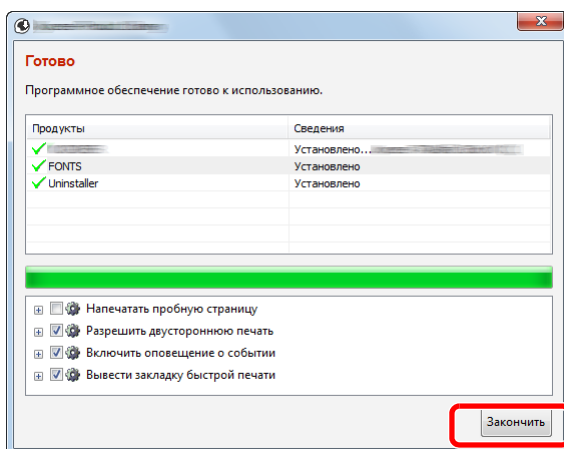 Готово
Программное обеспечение готово к использованию.
Продукты Сведения
Установлено...
FONTS Установлено
Uninstaller Установлено
Напечатать пробную страницу
Разрешить двустороннюю печать
Включить оповещение о событии
Вывести закладку быстрой печати
Закончить